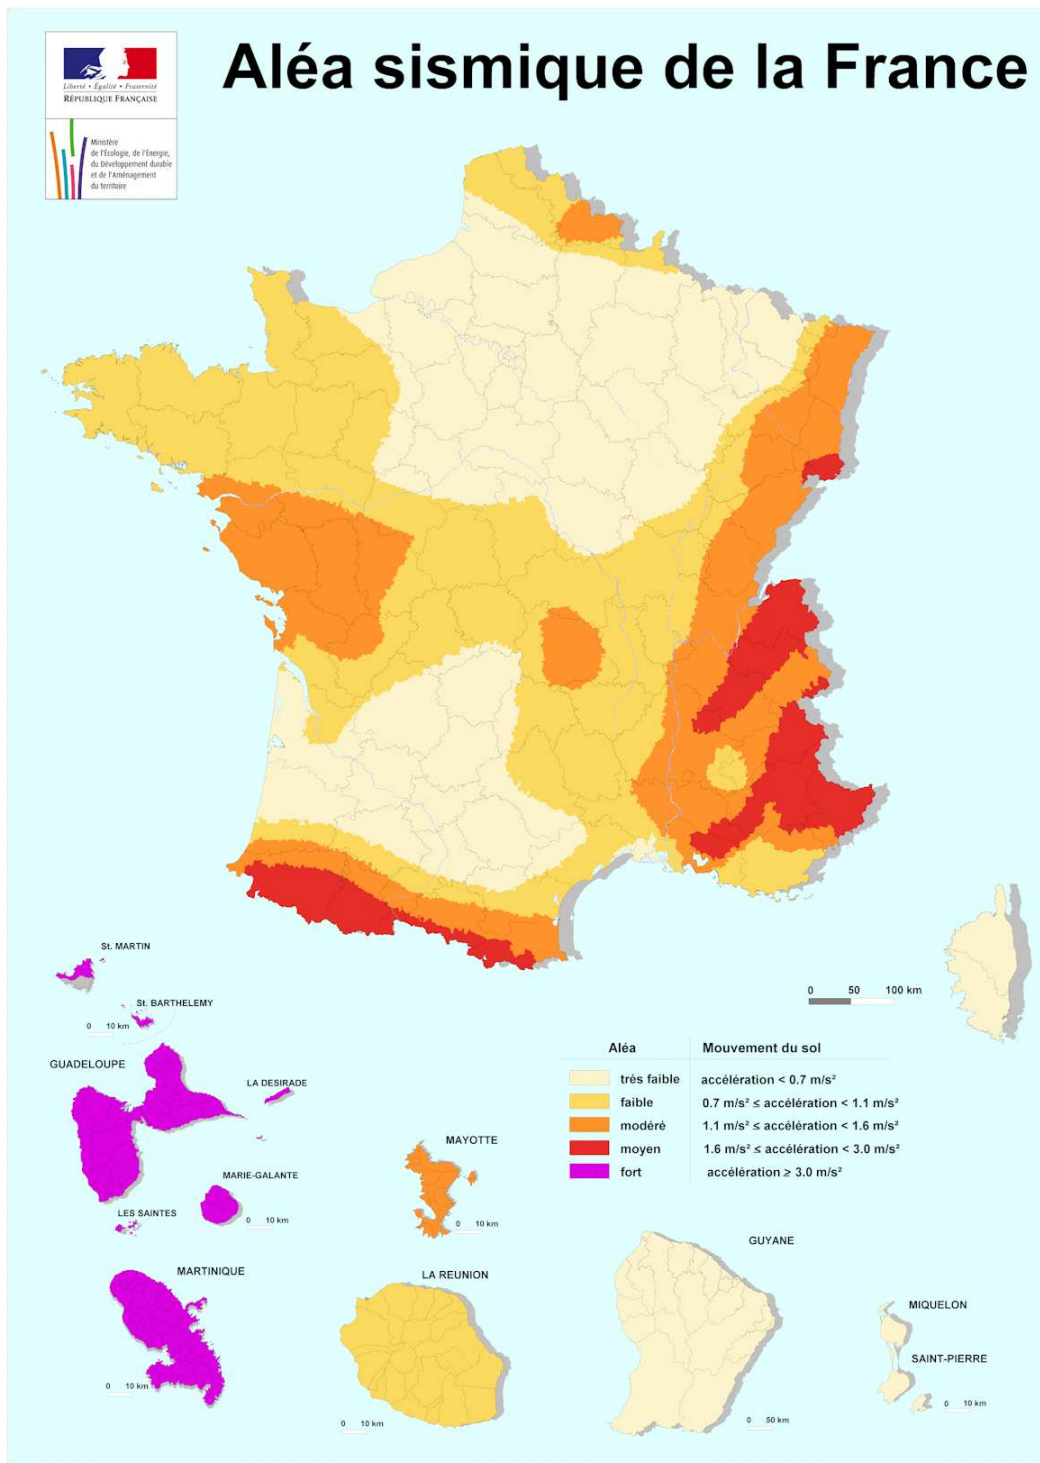 Aléa sismique de la France
Liberté • Égalité • Fraternité
RÉPUBLIQUE FRANÇAISE
Ministère
de l'Écologie, de l'Énergie,
du Développement durable
et de l'Aménagement
du territoire
St. MARTIN
St. BARTHELEMY
0 10 km
GUADELOUPE
LA DESIRADE
MARIE-GALANTE
LES SAINTES
0 10 km
MARTINIQUE
0 10 km
MAYOTTE
0 10 km
LA REUNION
0 10 km
0 50 100 km
Aléa Mouvement du sol
très faible accélération < 0.7 m/s²
faible 0.7 m/s² ≤ accélération < 1.1 m/s²
modéré 1.1 m/s² ≤ accélération < 1.6 m/s²
moyen 1.6 m/s² ≤ accélération < 3.0 m/s²
fort accélération ≥ 3.0 m/s²
GUYANE
0 50 km
MIQUELON
SAINT-PIERRE
0 10 km